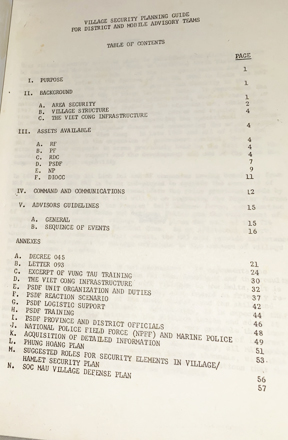 VILLAGE SECURITY PLANNING GUIDE
FOR DISTRICT AND MOBILE ADVISORY TEAMS
TABLE OF CONTENTS
PAGE
1
I. PURPOSE 1
II. BACKGROUND 1
A. AREA SECURITY 2
B. VILLAGE STRUCTURE 4
C. THE VIET CONG INFRASTRUCTURE
III. ASSETS AVAILABLE 4
A. RF 4
B. PF 4
C. RDC 4
D. PSDF 7
E. NP 9
F. DIOCC 11
IV. COMMAND AND COMMUNICATIONS 12
V. ADVISORS GUIDELINES 15
A. GENERAL 15
B. SEQUENCE OF EVENTS 16
ANNEXES
A. DECREE 045
B. LETTER 093 21
C. EXCERPT OF VUNG TAU TRAINING 24
D. THE VIET CONG INFRASTRUCTURE 30
E. PSDF UNIT ORGANIZATION AND DUTIES 32
F. PSDF REACTION SCENARIO 37
G. PSDF LOGISTIC SUPPORT 42
H. PSDF TRAINING 44
I. PSDF PROVINCE AND DISTRICT OFFICIALS 46
J. NATIONAL POLICE FIELD FORCE (NPFF) AND MARINE POLICE 48
K. ACQUISITION OF DETAILED INFORMATION 49
L. PHUNG HOANG PLAN 51
M. SUGGESTED ROLES FOR SECURITY ELEMENTS IN VILLAGE/ 53
HAMLET SECURITY PLAN
N. SOC MAU VILLAGE DEFENSE PLAN 56
57